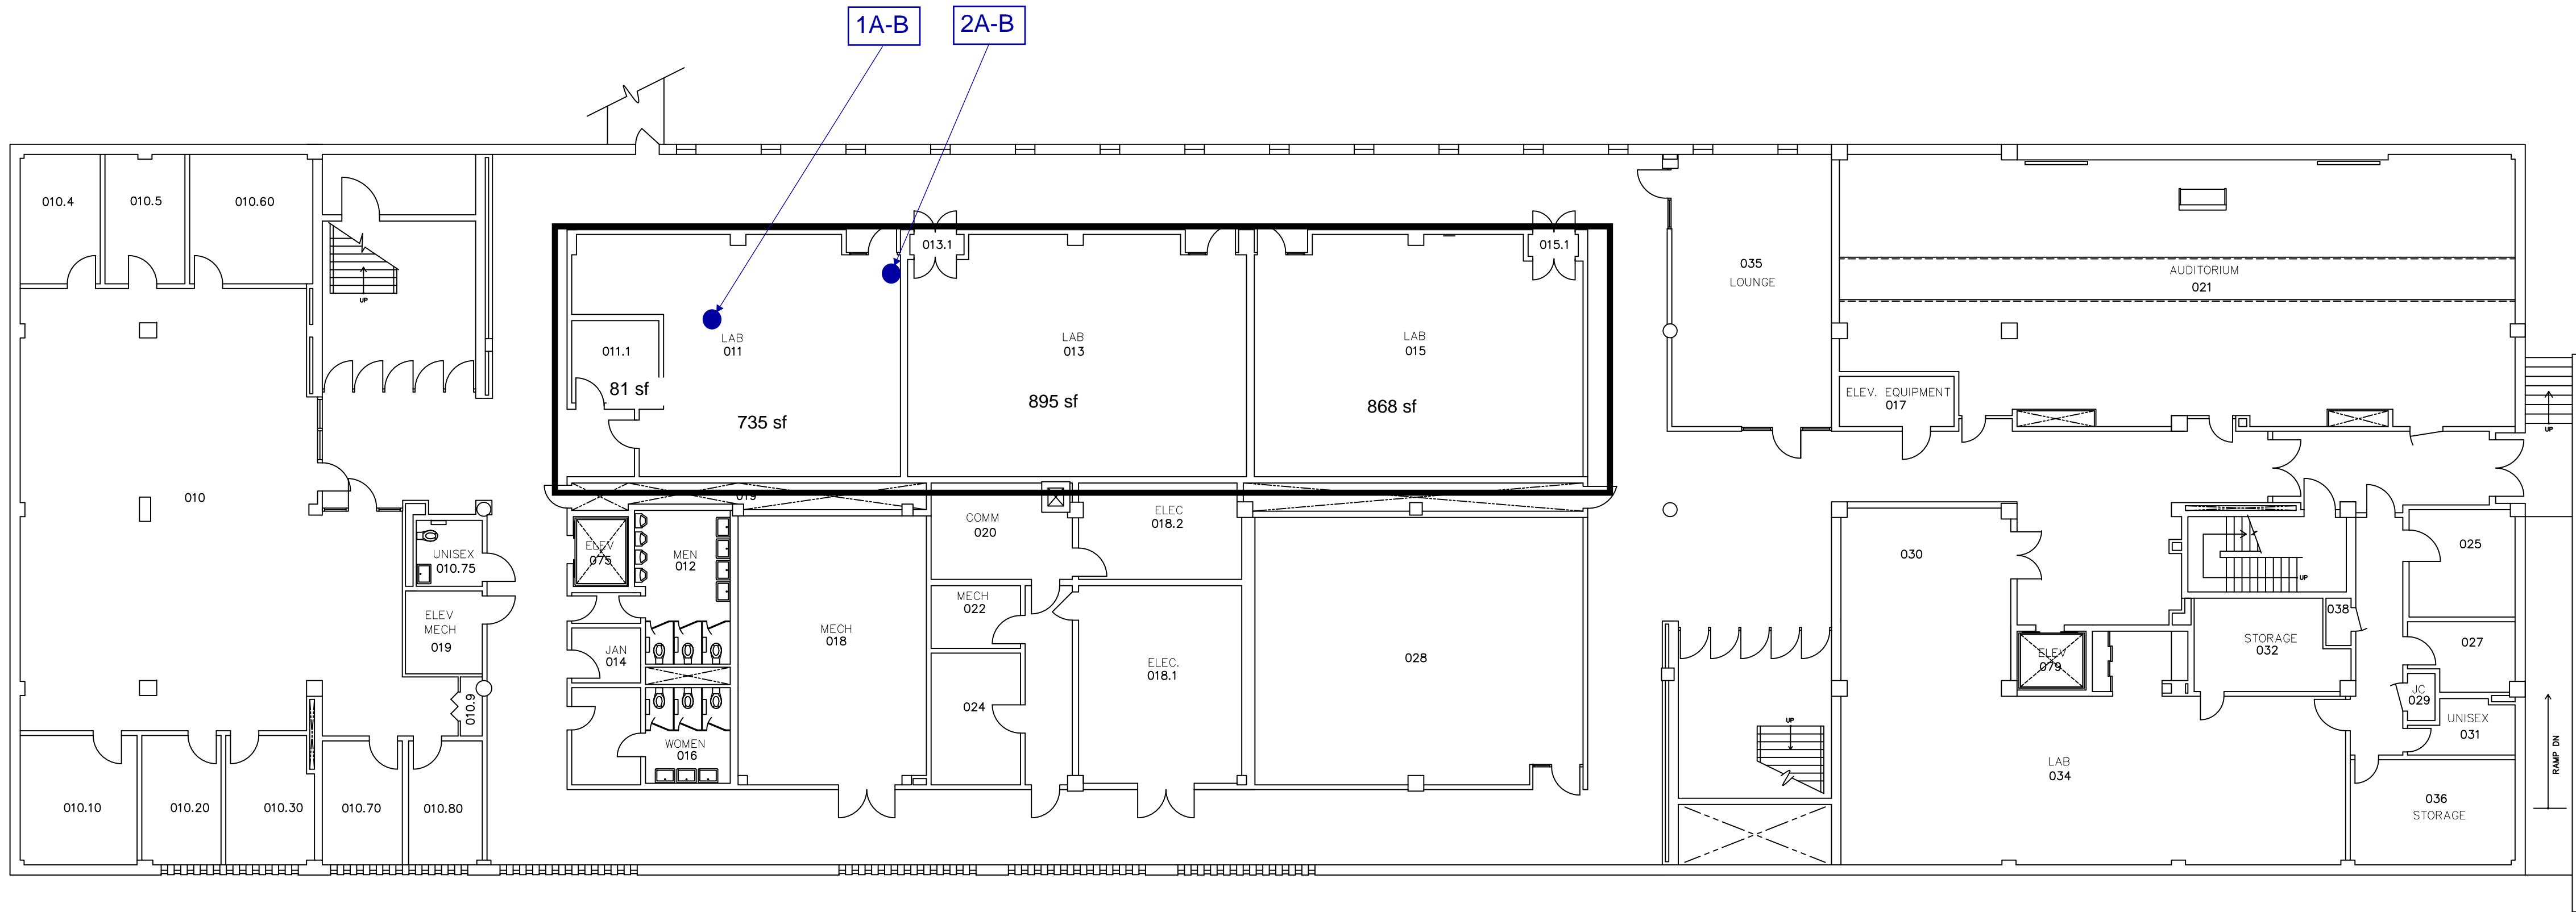 1A-B
2A-B
010.4
010.5
010.60
UP
013.1
015.1
035
LOUNGE
AUDITORIUM
021
011.1
LAB
011
LAB
013
LAB
015
81 sf
735 sf
895 sf
868 sf
ELEV. EQUIPMENT
017
UP
010
019
COMM
020
ELEC
018.2
UNISEX
010.75
ELEV
075
MEN
012
030
025
UP
ELEV
MECH
019
MECH
022
038
MECH
018
JAN
014
028
ELEC.
018.1
STORAGE
032
027
ELEV
079
010.9
024
JC
029
UNISEX
031
WOMEN
016
UP
RAMP DN
LAB
034
010.10
010.20
010.30
010.70
010.80
036
STORAGE